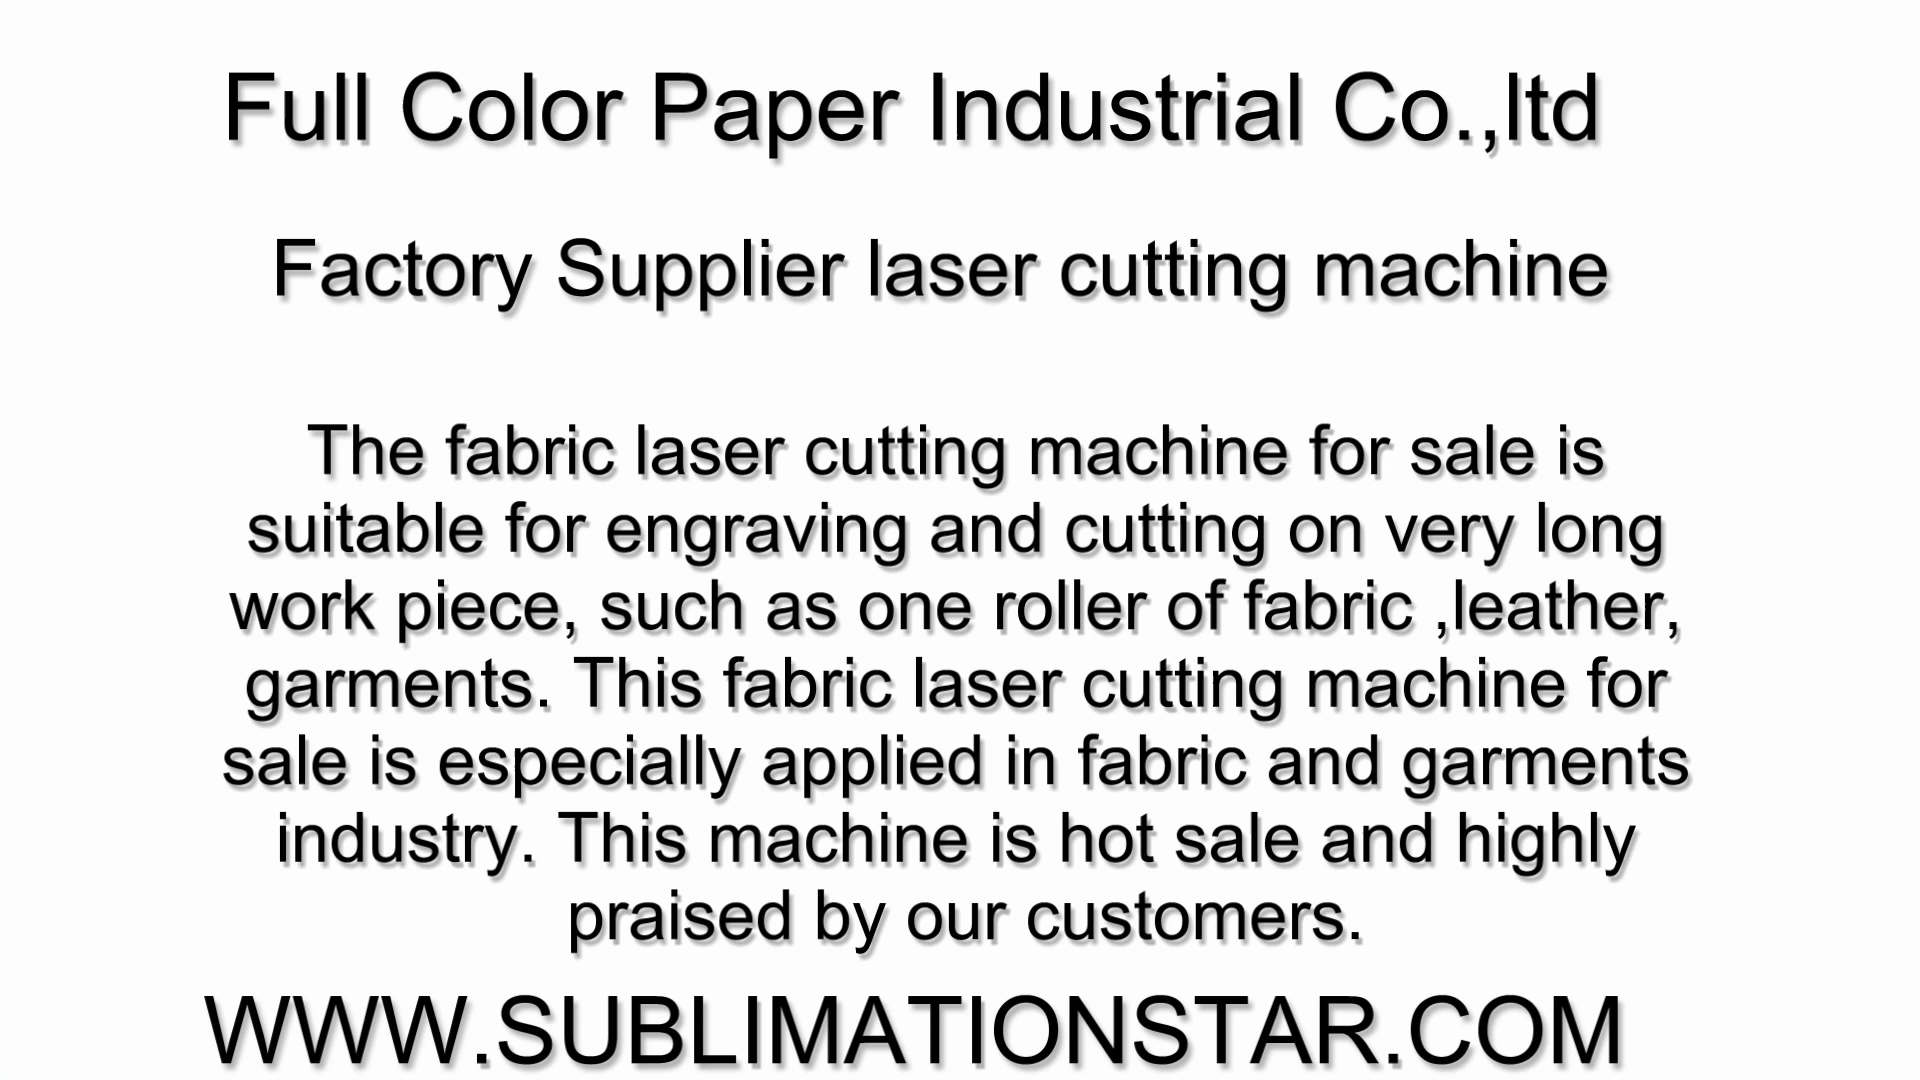 Full Color Paper Industrial Co.,ltd
Factory Supplier laser cutting machine
The fabric laser cutting machine for sale is
suitable for engraving and cutting on very long
work piece, such as one roller of fabric ,leather,
garments. This fabric laser cutting machine for
sale is especially applied in fabric and garments
industry. This machine is hot sale and highly
praised by our customers.
WWW.SUBLIMATIONSTAR.COM